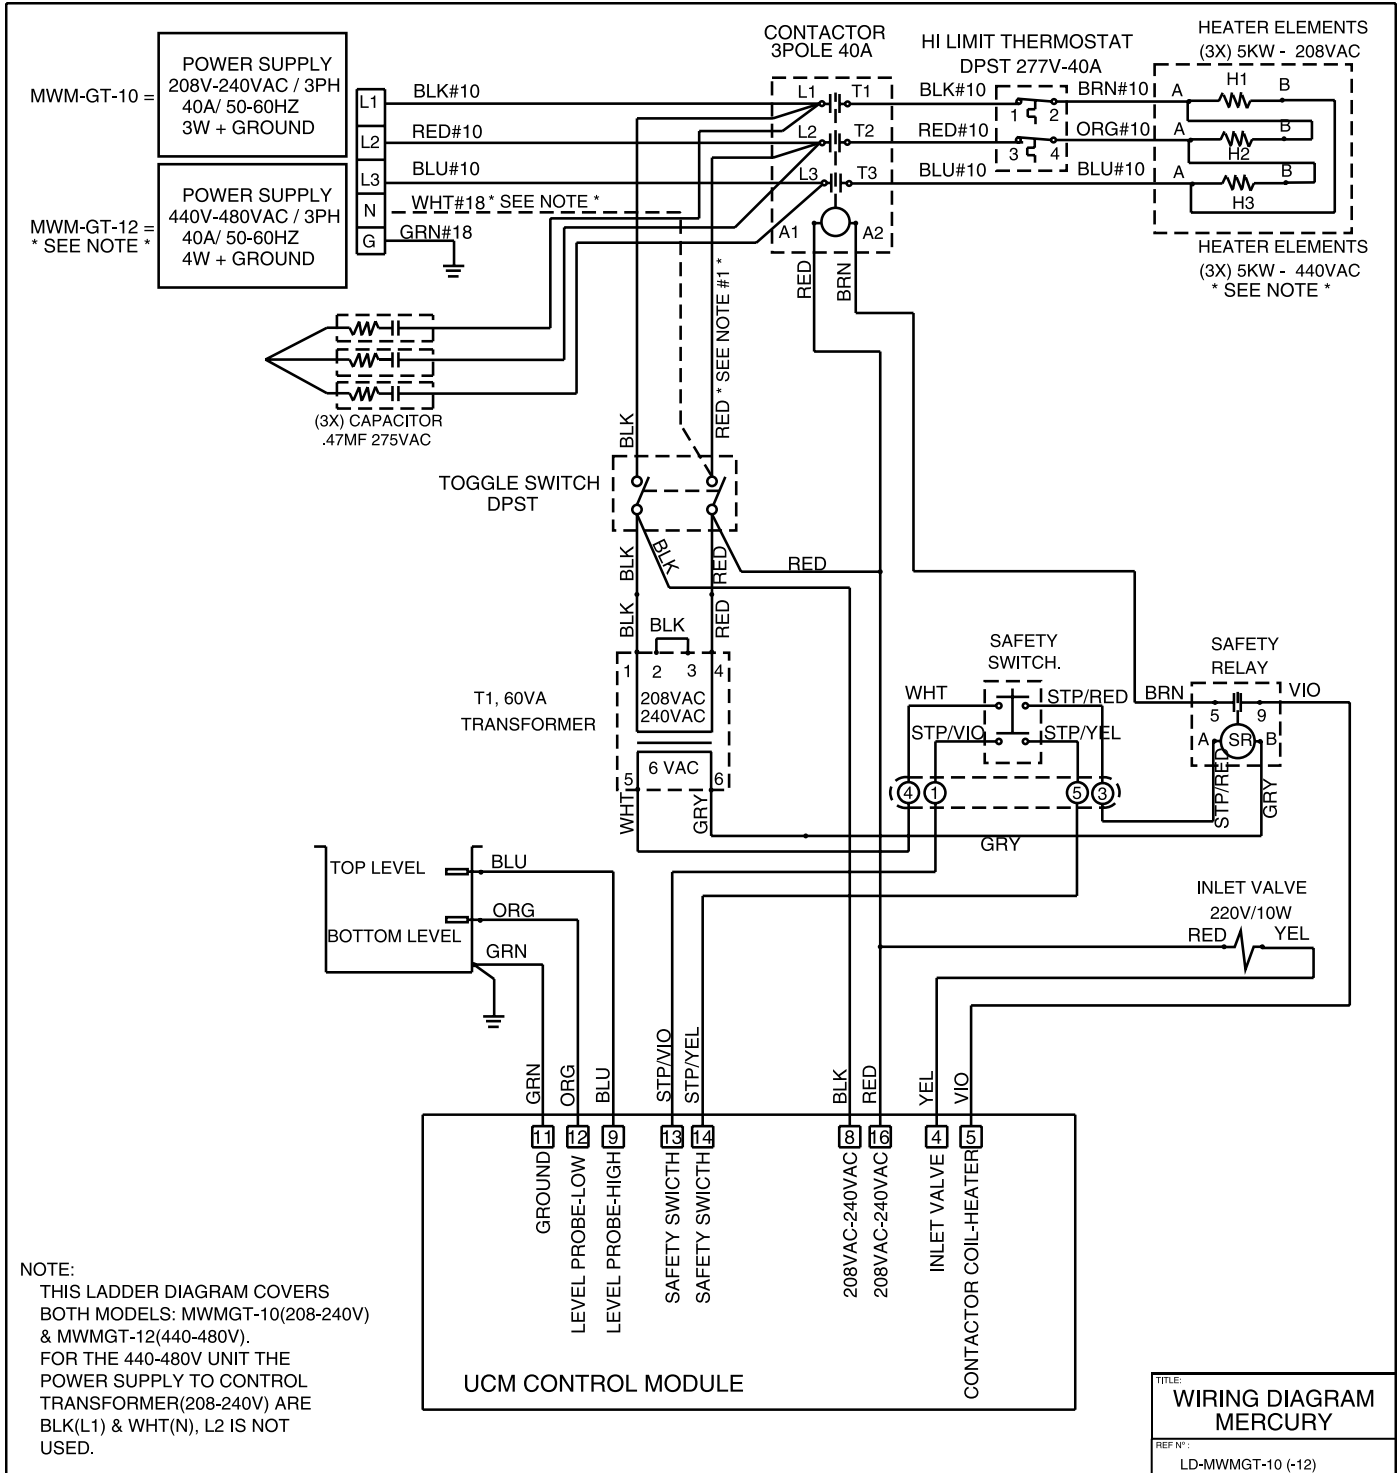 MWM-GT-10 =
POWER SUPPLY
208V-240VAC / 3PH
40A/ 50-60HZ
3W + GROUND
MWM-GT-12 =
* SEE NOTE *
POWER SUPPLY
440V-480VAC / 3PH
40A/ 50-60HZ
4W + GROUND
L1
L2
L3
N
G
BLK#10
RED#10
BLU#10
WHT#18 * SEE NOTE *
GRN#18
CONTACTOR
3POLE 40A
L1 T1
L2 T2
L3 T3
A1 A2
RED
BRN
HI LIMIT THERMOSTAT
DPST 277V-40A
BLK#10
1 2
BRN#10
RED#10
3 4
ORG#10
BLU#10
BLU#10
HEATER ELEMENTS
(3X) 5KW - 208VAC
A H1 B
A H2 B
A H3 B
HEATER ELEMENTS
(3X) 5KW - 440VAC
* SEE NOTE *
(3X) CAPACITOR
.47MF 275VAC
BLK
RED * SEE NOTE #1 *
TOGGLE SWITCH
DPST
BLK
BLK
RED
RED
BLK
BLK
RED
1 2 3 4
T1, 60VA
TRANSFORMER
208VAC
240VAC
6 VAC
5 6
WHT
GRY
SAFETY
SWITCH.
WHT
STP/RED
STP/VIO
STP/YEL
4 1 5 3
GRY
SAFETY
RELAY
BRN
VIO
5 9
A SR B
STP/RED
GRY
TOP LEVEL
BLU
ORG
BOTTOM LEVEL
GRN
INLET VALVE
220V/10W
RED
YEL
GRN
ORG
BLU
STP/VIO
STP/YEL
BLK
RED
YEL
VIO
11 12 9 13 14 8 16 4 5
GROUND
LEVEL PROBE-LOW
LEVEL PROBE-HIGH
SAFETY SWICTH
SAFETY SWICTH
208VAC-240VAC
208VAC-240VAC
INLET VALVE
CONTACTOR COIL-HEATER
UCM CONTROL MODULE
NOTE:
THIS LADDER DIAGRAM COVERS
BOTH MODELS: MWMGT-10(208-240V)
& MWMGT-12(440-480V).
FOR THE 440-480V UNIT THE
POWER SUPPLY TO CONTROL
TRANSFORMER(208-240V) ARE
BLK(L1) & WHT(N), L2 IS NOT
USED.
TITLE:
WIRING DIAGRAM
MERCURY
REF Nº :
LD-MWMGT-10 (-12)